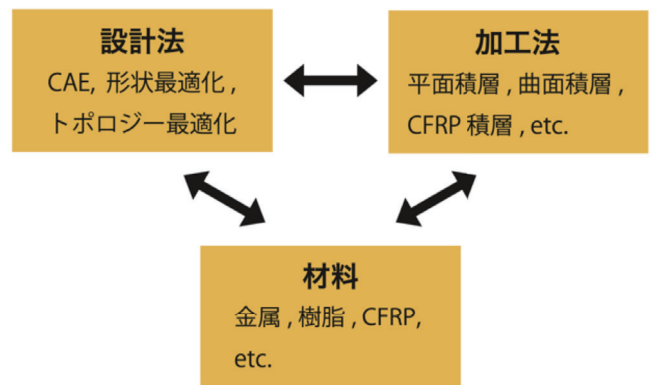 設計法
CAE, 形状最適化 ,
トポロジー最適化
加工法
平面積層 , 曲面積層 ,
CFRP 積層 , etc.
材料
金属 , 樹脂 , CFRP,
etc.